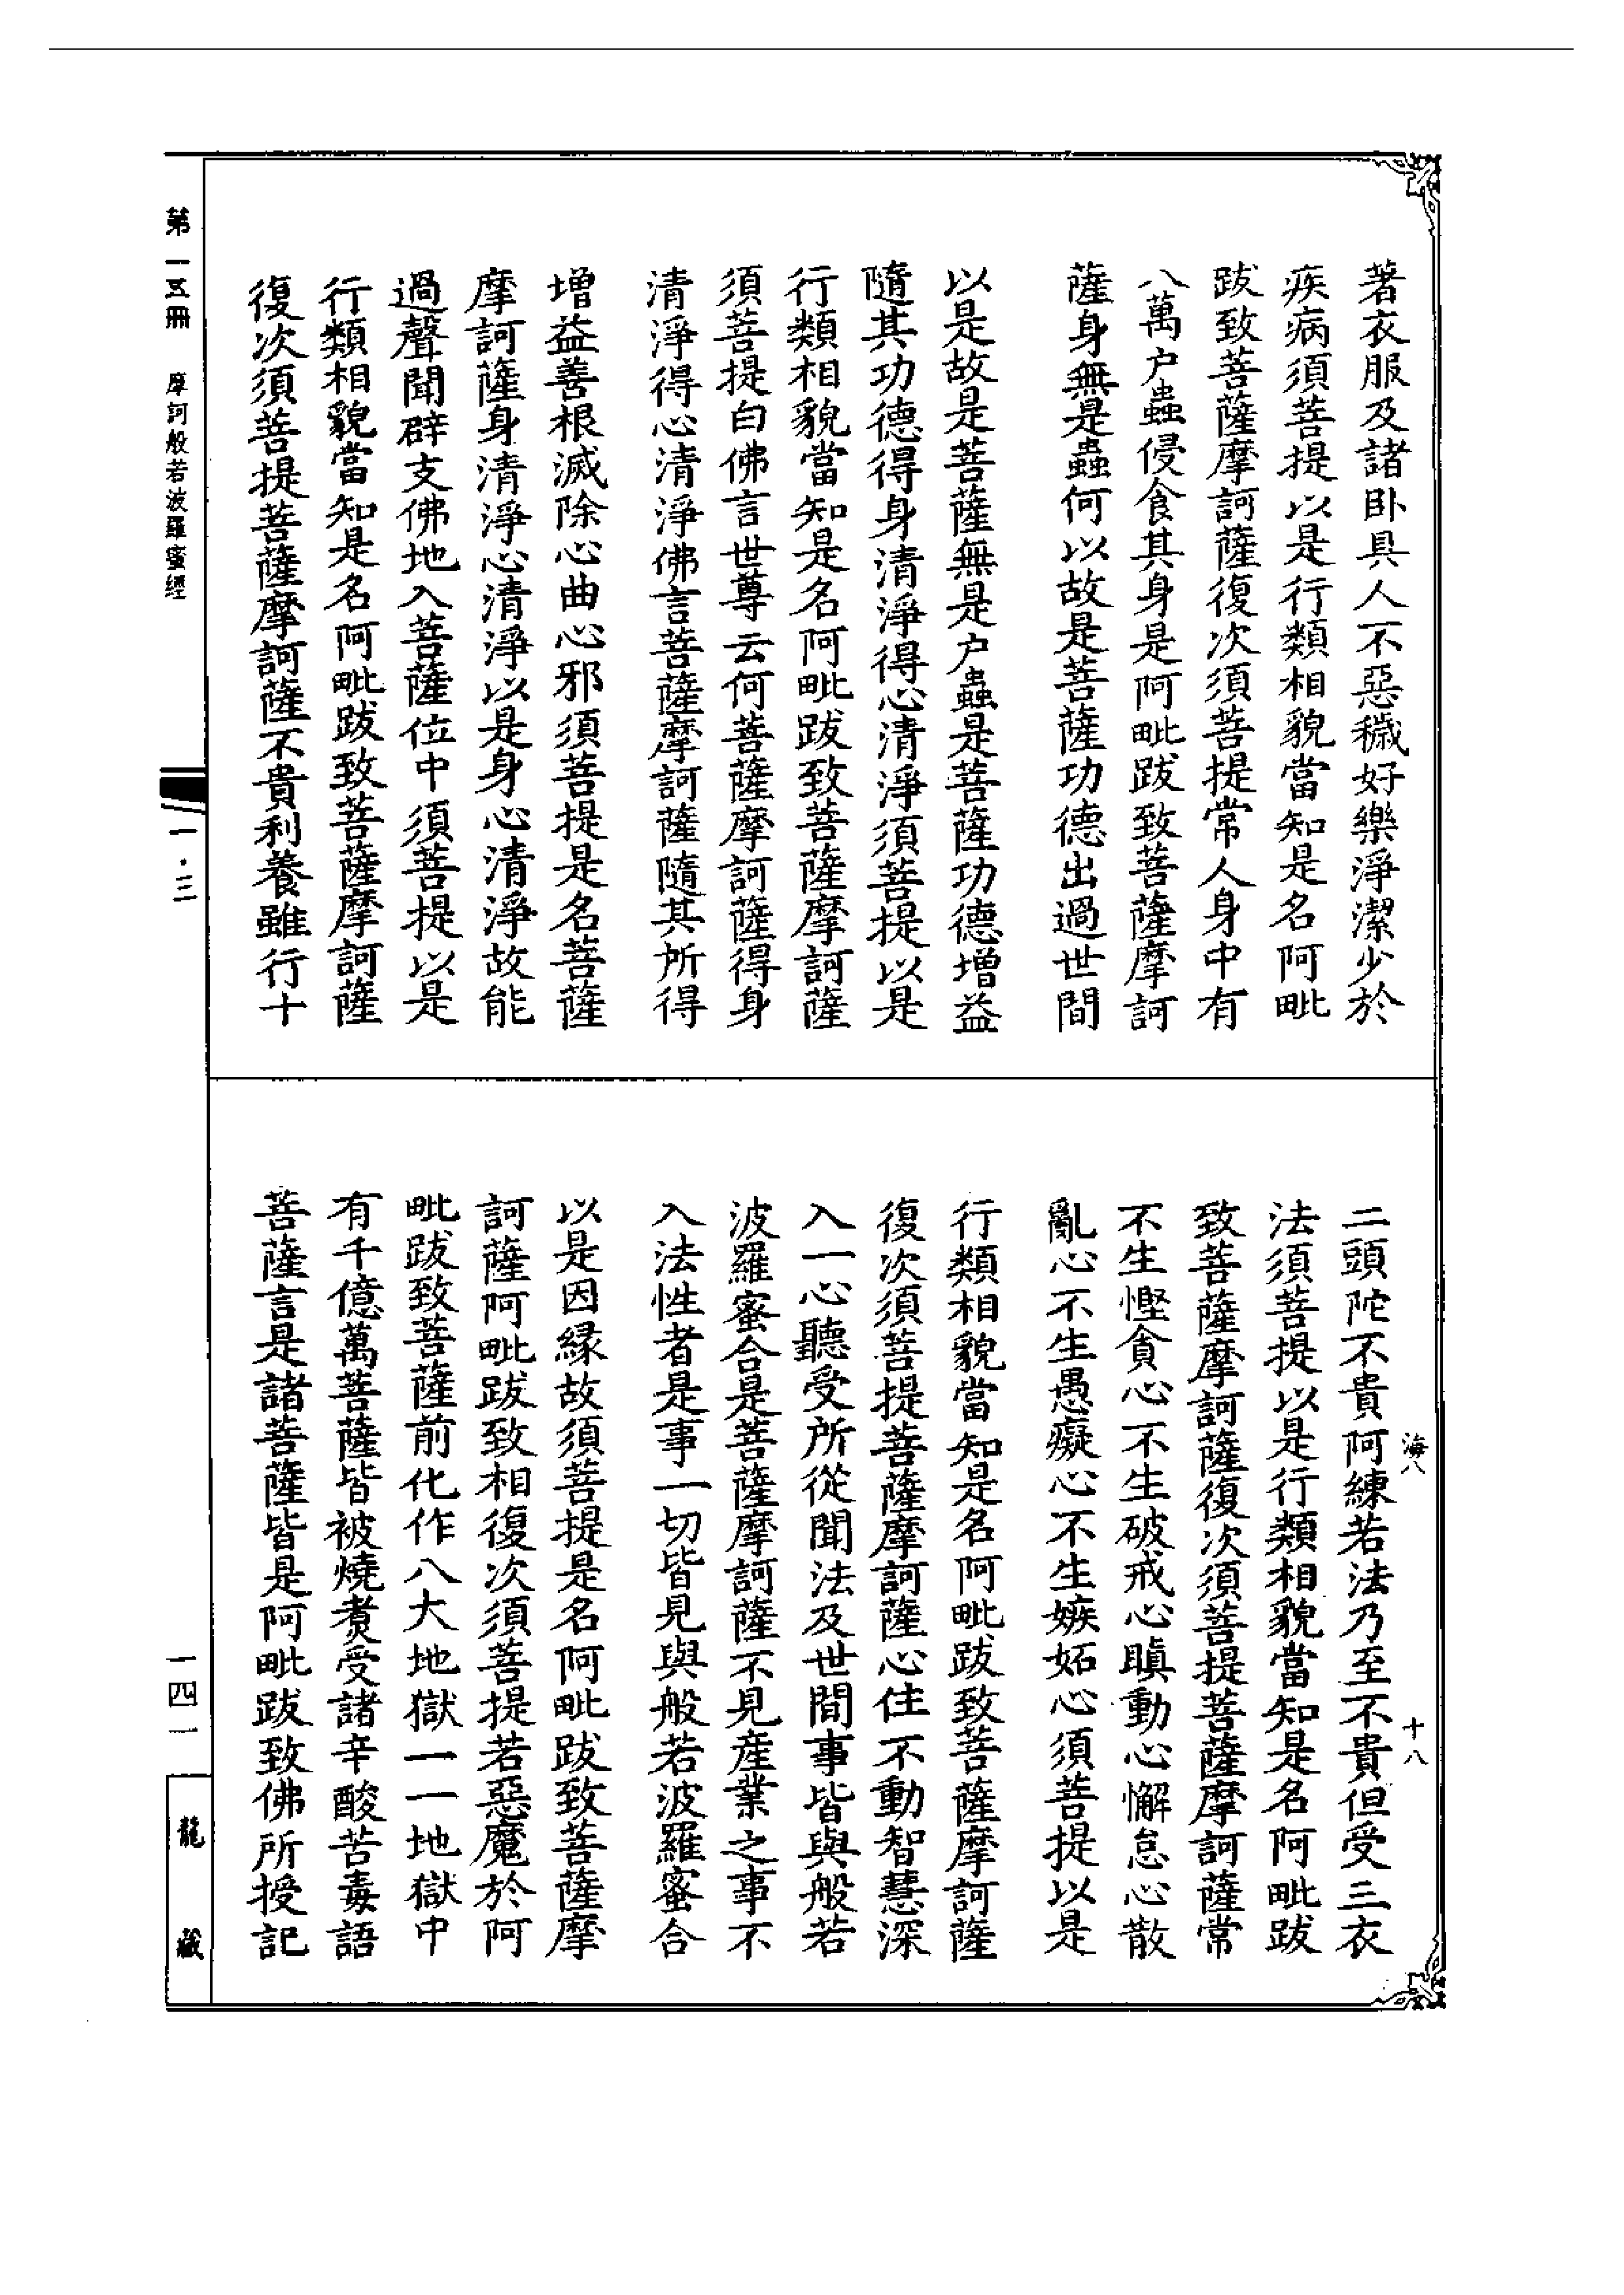 著衣服及諸卧具人不惡穢好樂淨潔少於
疾病須菩提以是行類相貌當知是名阿毗
跋致菩薩摩訶薩復次須菩提常人身中有
八萬户蟲侵食其身是阿毗跋致菩薩摩訶
薩身無是蟲何以故是菩薩功德出過世間
以是故是菩薩無是户蟲是菩薩功德增益
隨其功德得身清淨得心清淨須菩提以是
行類相貌當知是名阿毗跋致菩薩摩訶薩
須菩提白佛言世尊云何菩薩摩訶薩得身
清淨得心清淨佛言菩薩摩訶薩隨其所得
增益善根滅除心曲心邪須菩提是名菩薩
摩訶薩身清淨心清淨以是身心清淨故能
過聲聞辟支佛地入菩薩位中須菩提以是
行類相貌當知是名阿毗跋致菩薩摩訶薩
復次須菩提菩薩摩訶薩不貴利養雖行十
二頭陀不貴阿練若法乃至不貴但受三衣
法須菩提以是行類相貌當知是名阿毗跋
致菩薩摩訶薩復次須菩提菩薩摩訶薩常
不生慳貪心不生破戒心瞋動心懈怠心散
亂心不生愚癡心不生嫉妬心須菩提以是
行類相貌當知是名阿毗跋致菩薩摩訶薩
復次須菩提菩薩摩訶薩心住不動智慧深
入一心聽受所從聞法及世間事皆與般若
波羅蜜合是菩薩摩訶薩不見産業之事不
入法性者是事一切皆見與般若波羅蜜合
以是因緣故須菩提是名阿毗跋致菩薩摩
訶薩阿毗跋致相復次須菩提若惡魔於阿
毗跋致菩薩前化作八大地獄一一地獄中
有千億萬菩薩皆被燒煑受諸辛酸苦毒語
菩薩言是諸菩薩皆是阿毗跋致佛所授記
海八
十八
第一五冊
摩訶般若波羅蜜經
一·三
一四一
龍藏